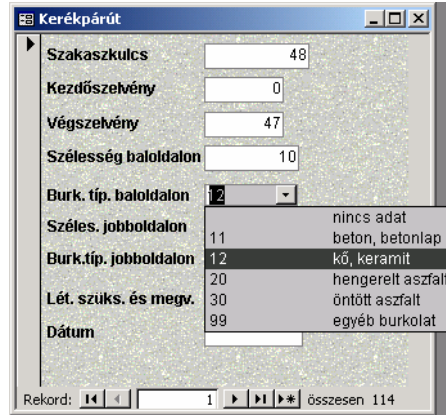 Kerékpárút
Szakaszkulcs 48
Kezdőszelvény 0
Végszelvény 47
Szélesség baloldalon 10
Burk. típ. baloldalon 12
Széles. jobboldalon
Burk.típ. jobboldalon
Lét. szüks. és megv.
Dátum
nincs adat
11 beton, betonlap
12 kő, keramit
20 hengerelt aszfalt
30 öntött aszfalt
99 egyéb burkolat
Rekord: 1 összesen 114